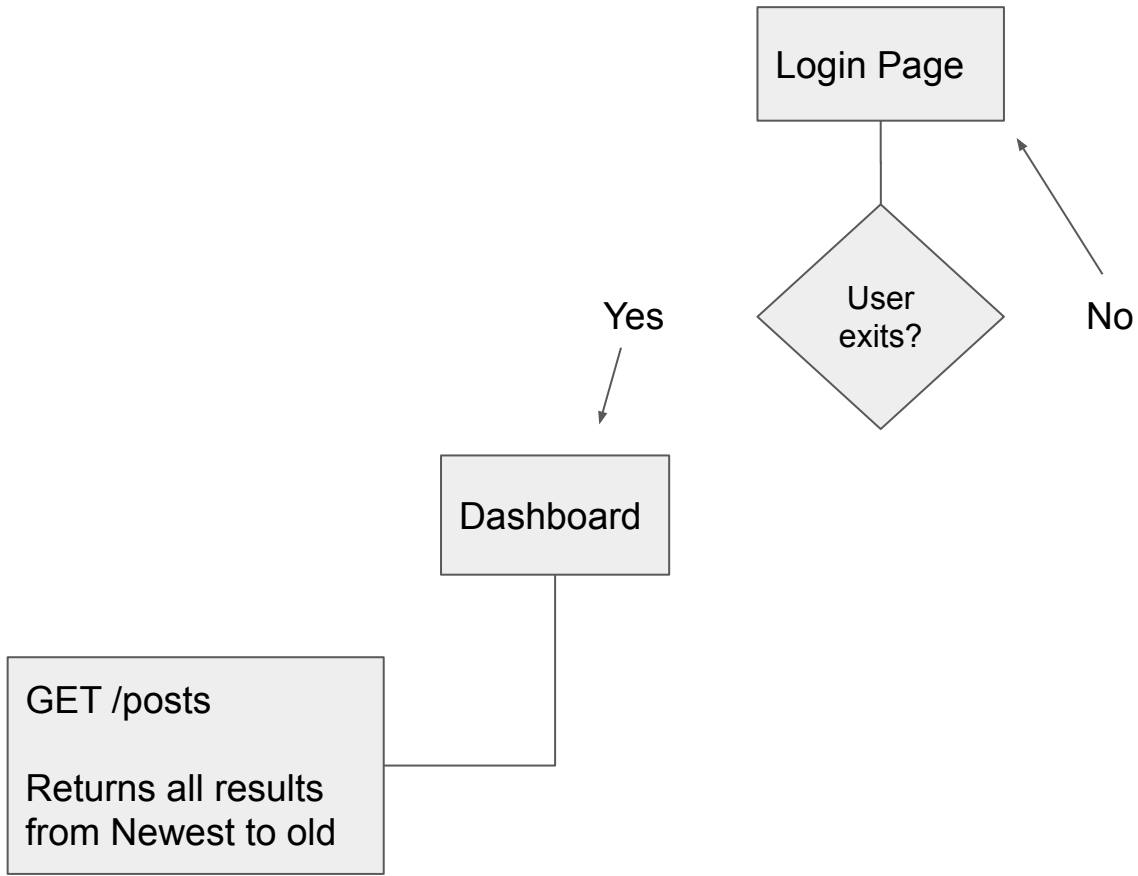 Login Page
User
exits?
Yes
No
Dashboard
GET /posts
Returns all results
from Newest to old